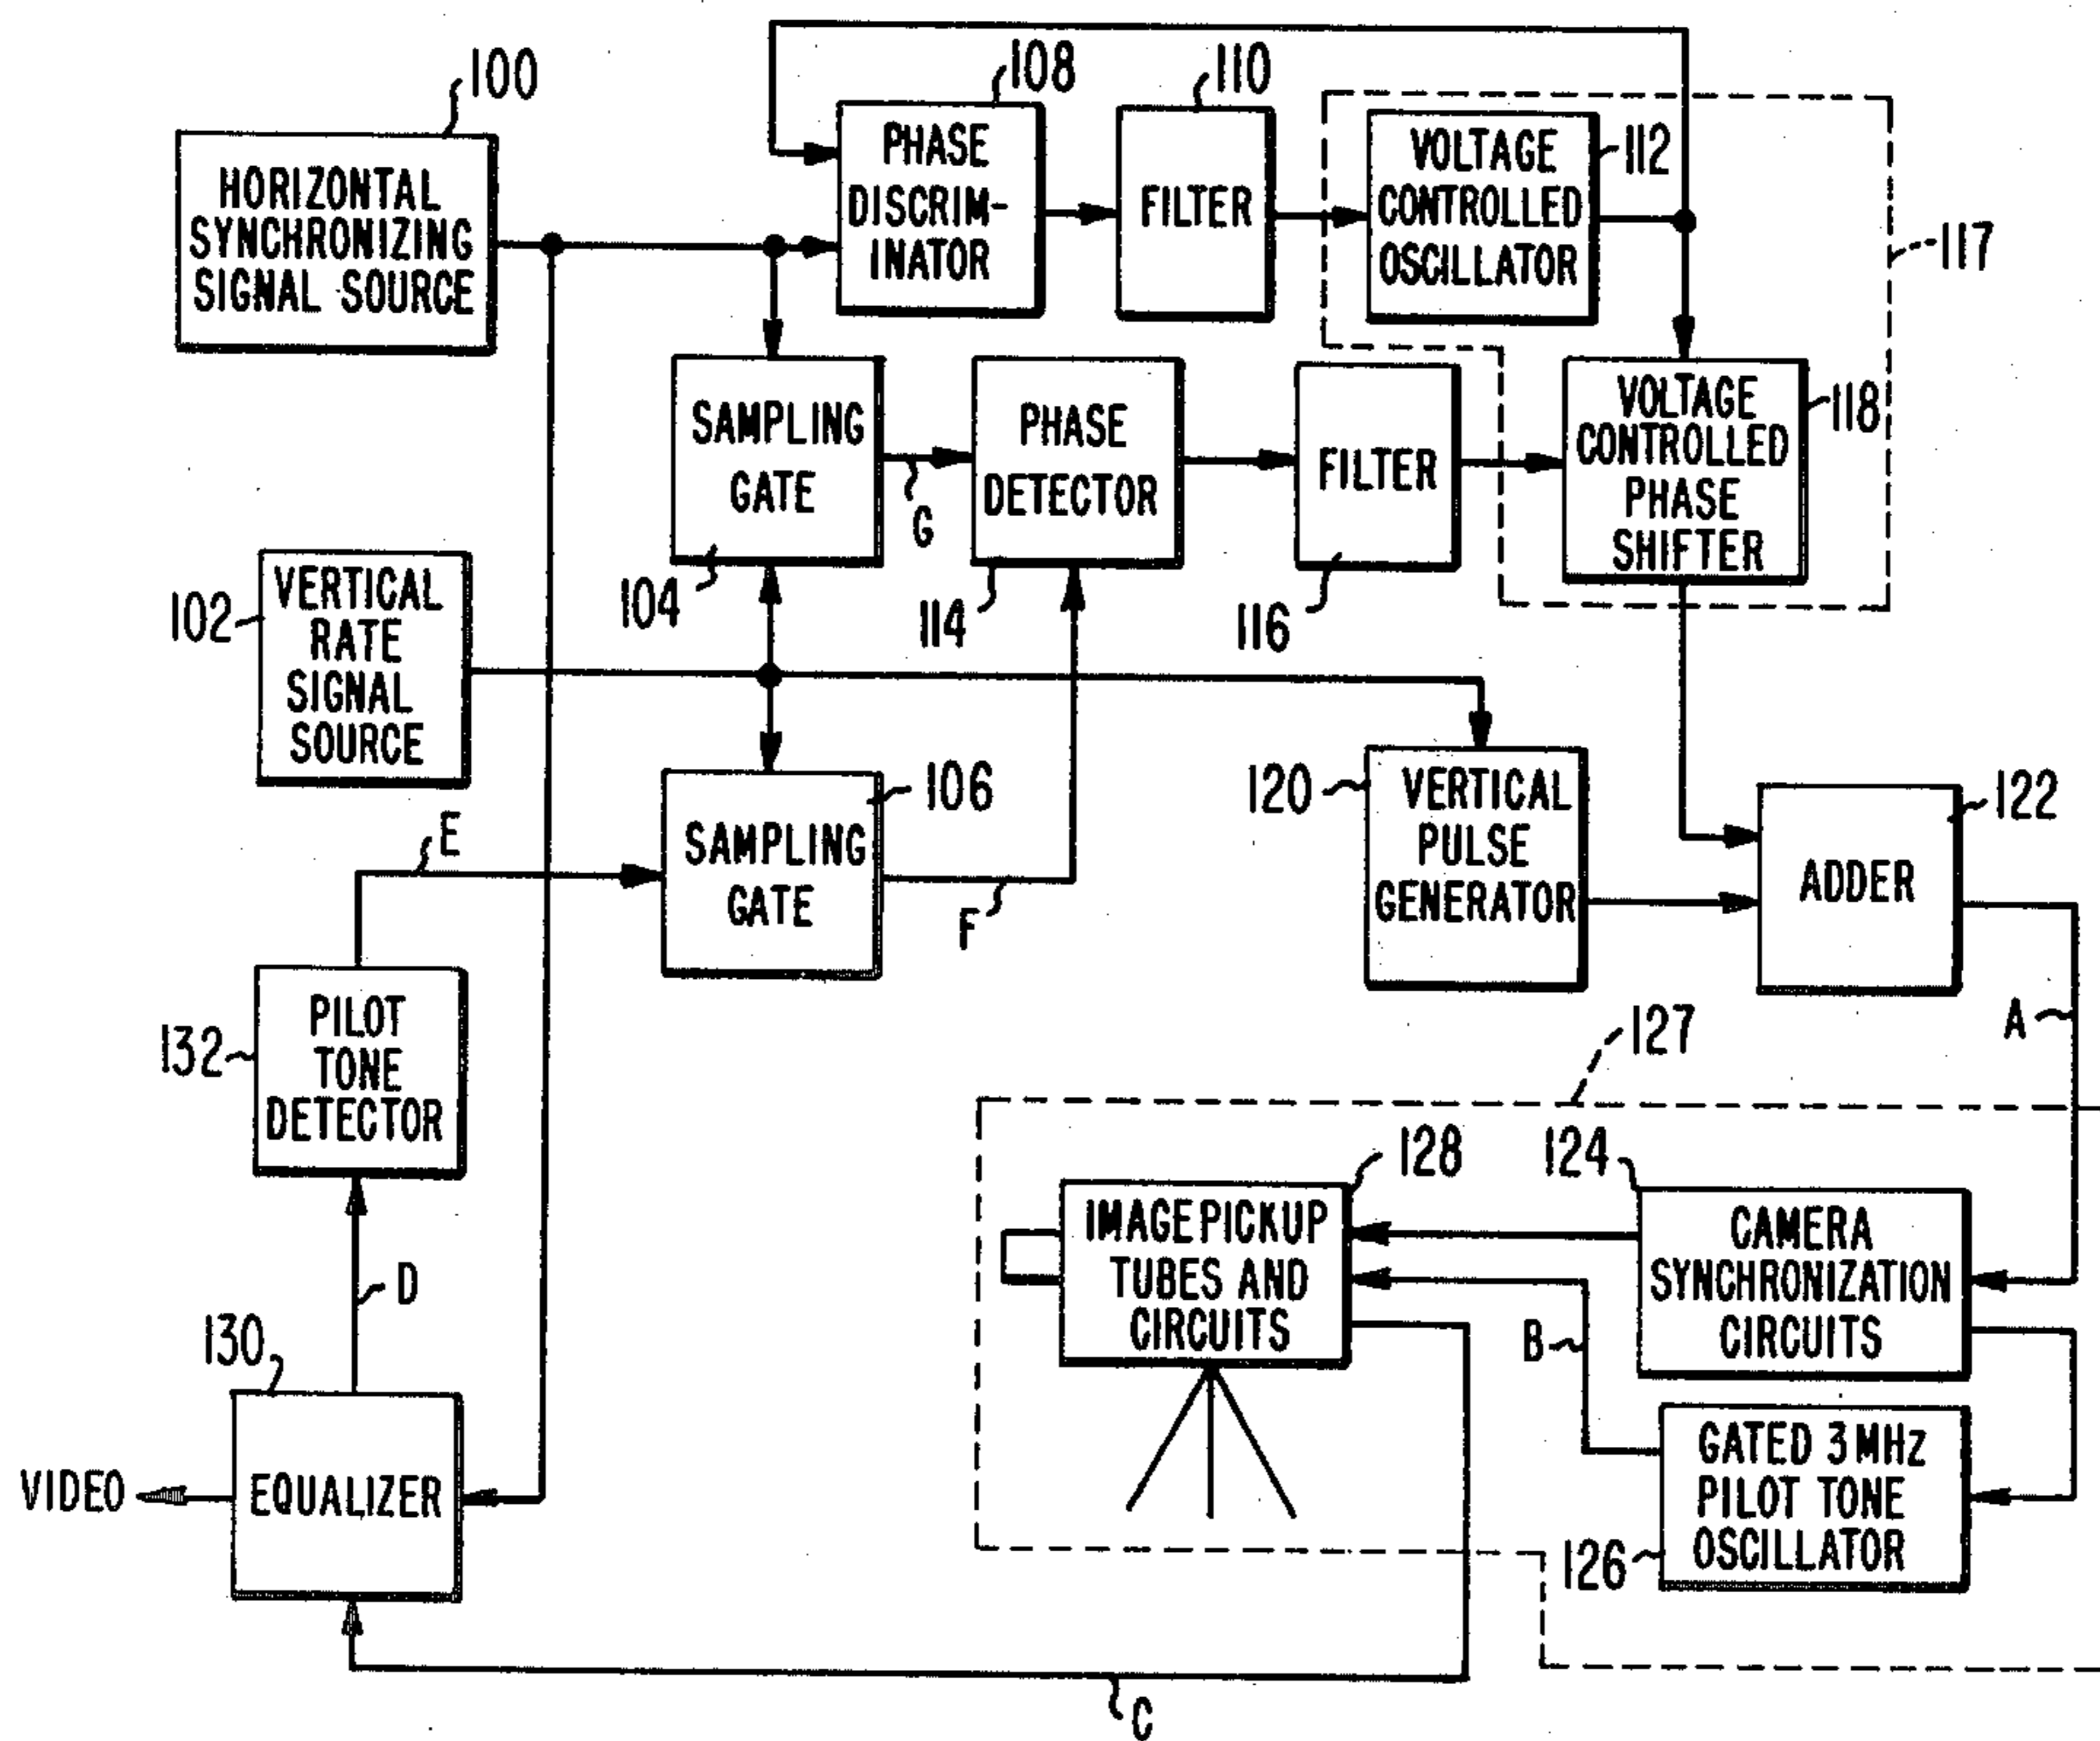 100
HORIZONTAL
SYNCHRONIZING
SIGNAL SOURCE
108
PHASE
DISCRIM-
INATOR
110
FILTER
VOLTAGE
CONTROLLED
OSCILLATOR
112
117
SAMPLING
GATE
104
G
PHASE
DETECTOR
114
FILTER
116
VOLTAGE
CONTROLLED
PHASE
SHIFTER
118
102
VERTICAL
RATE
SIGNAL
SOURCE
106
SAMPLING
GATE
E
F
120
VERTICAL
PULSE
GENERATOR
122
ADDER
A
132
PILOT
TONE
DETECTOR
127
D
128
IMAGE PICKUP
TUBES AND
CIRCUITS
124
CAMERA
SYNCHRONIZATION
CIRCUITS
B
130
EQUALIZER
VIDEO
GATED 3 MHz
PILOT TONE
OSCILLATOR
126
C